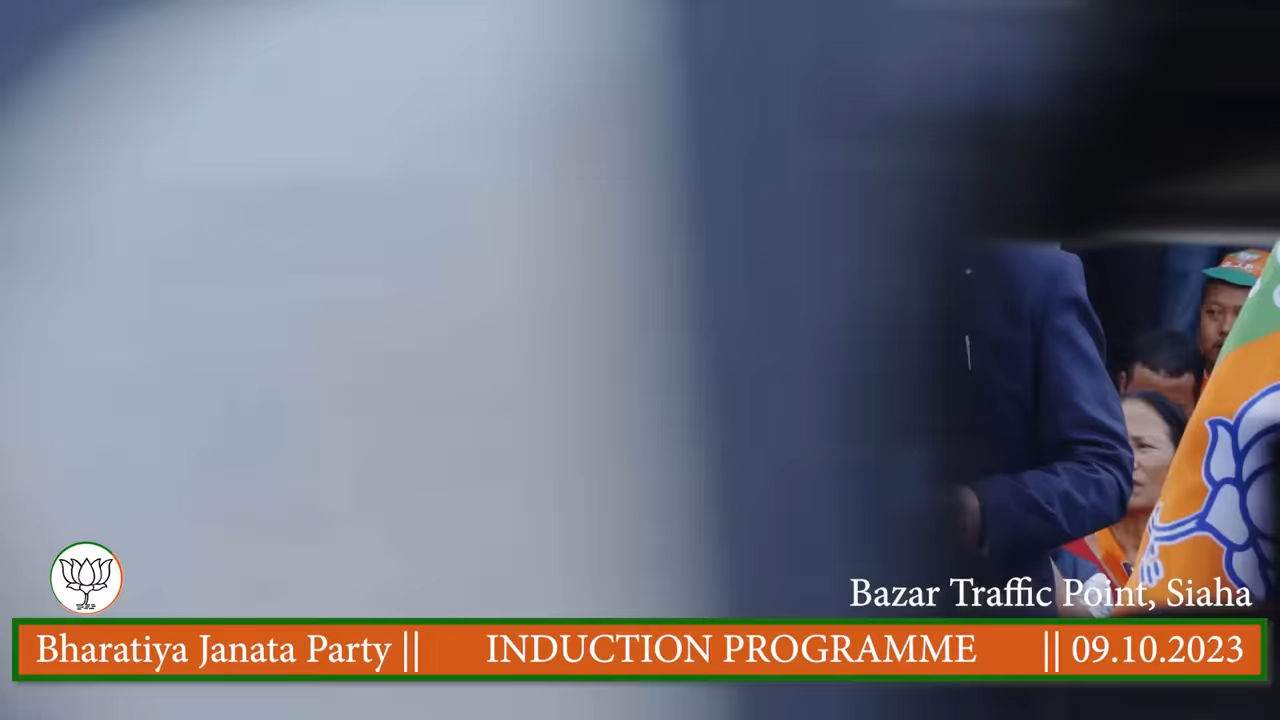 Bazar Traffic Point, Siaha
Bharatiya Janata Party || INDUCTION PROGRAMME || 09.10.2023